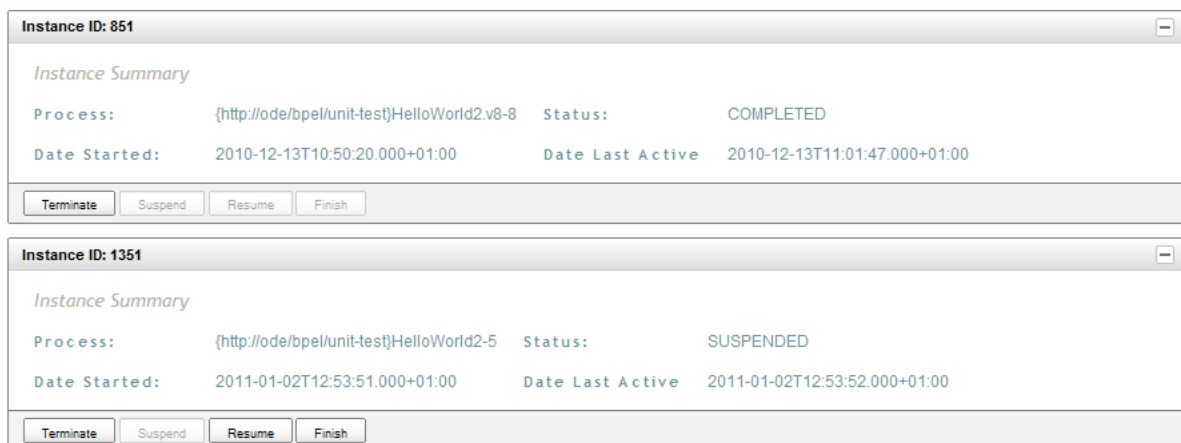 Instance ID: 851
Instance Summary
Process: {http://ode/bpel/unit-test}HelloWorld2.v8-8 Status: COMPLETED
Date Started: 2010-12-13T10:50:20.000+01:00 Date Last Active 2010-12-13T11:01:47.000+01:00
Terminate Suspend Resume Finish
Instance ID: 1351
Instance Summary
Process: {http://ode/bpel/unit-test}HelloWorld2-5 Status: SUSPENDED
Date Started: 2011-01-02T12:53:51.000+01:00 Date Last Active 2011-01-02T12:53:52.000+01:00
Terminate Suspend Resume Finish